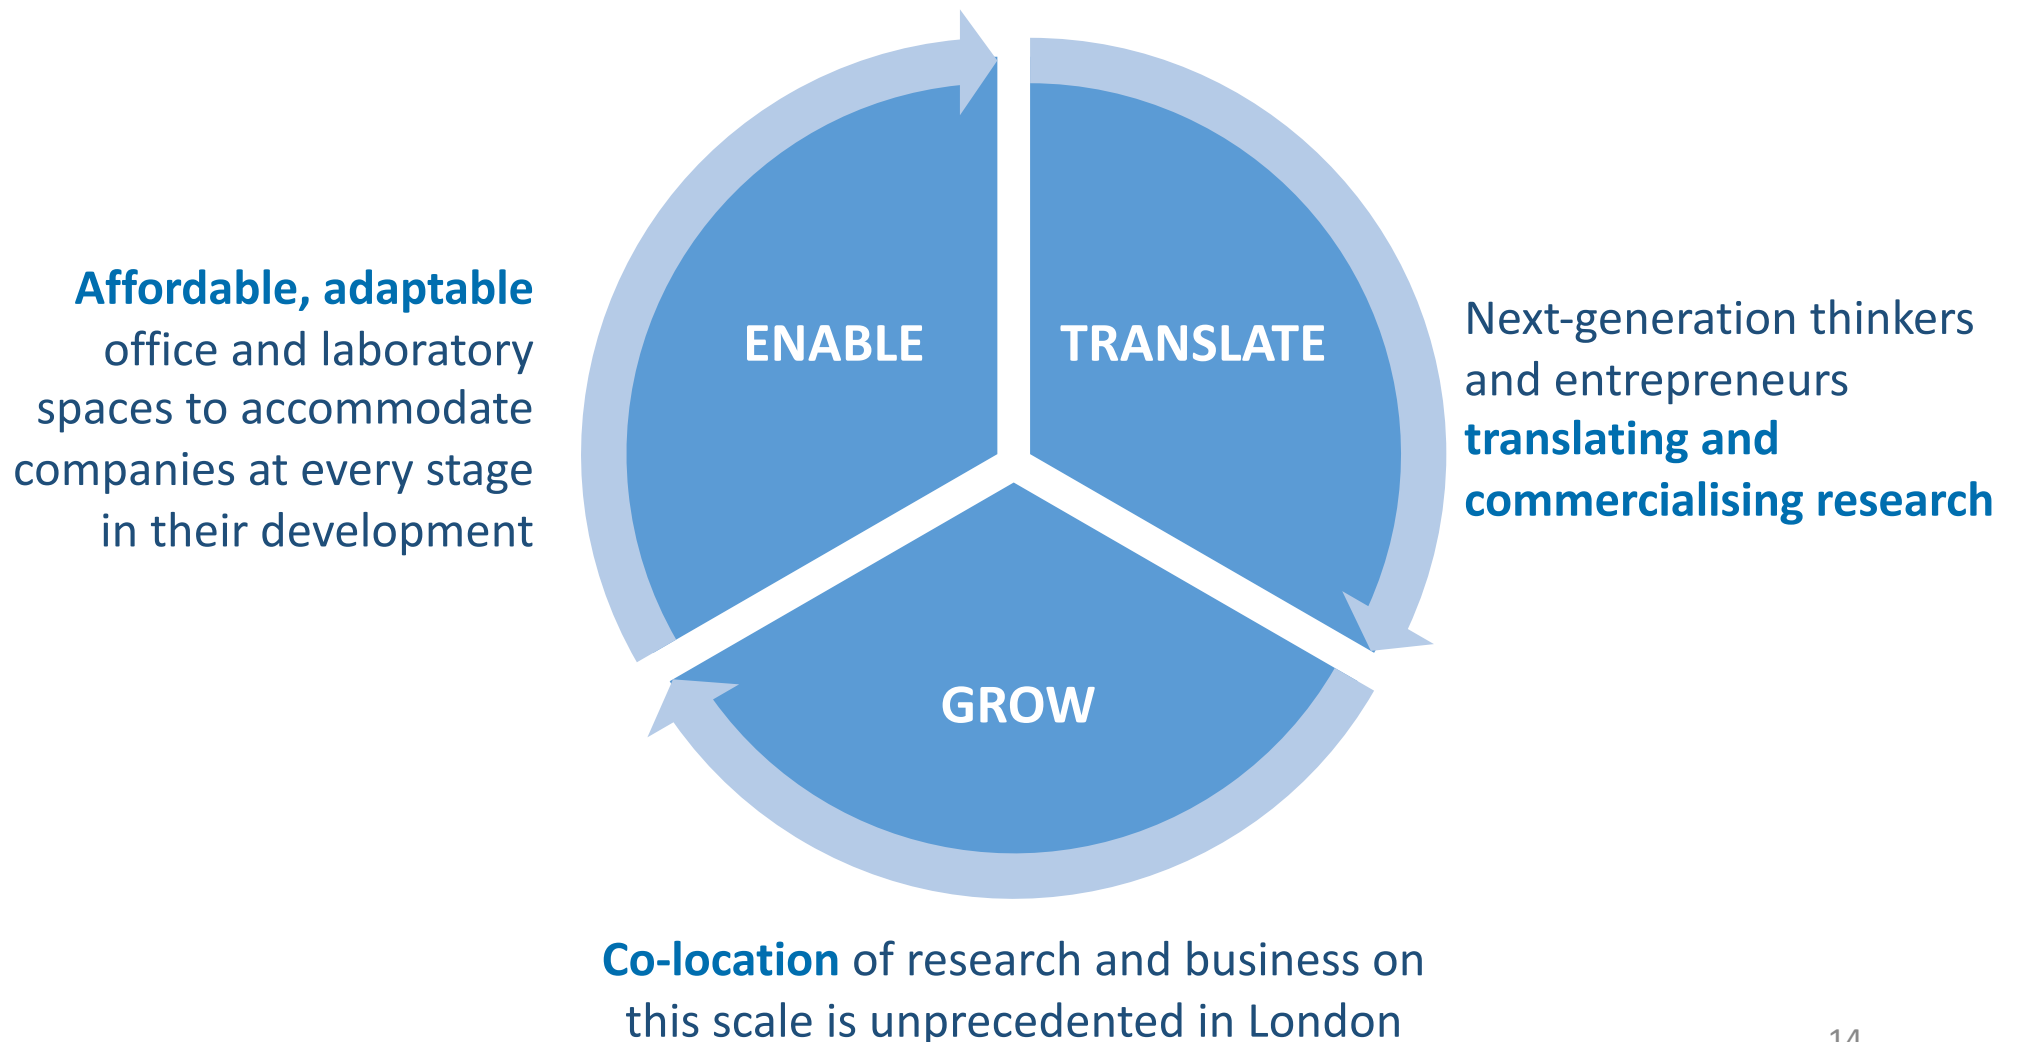 Affordable, adaptable
office and laboratory
spaces to accommodate
companies at every stage
in their development
ENABLE
TRANSLATE
GROW
Next-generation thinkers
and entrepreneurs
translating and
commercialising research
Co-location of research and business on
this scale is unprecedented in London
14